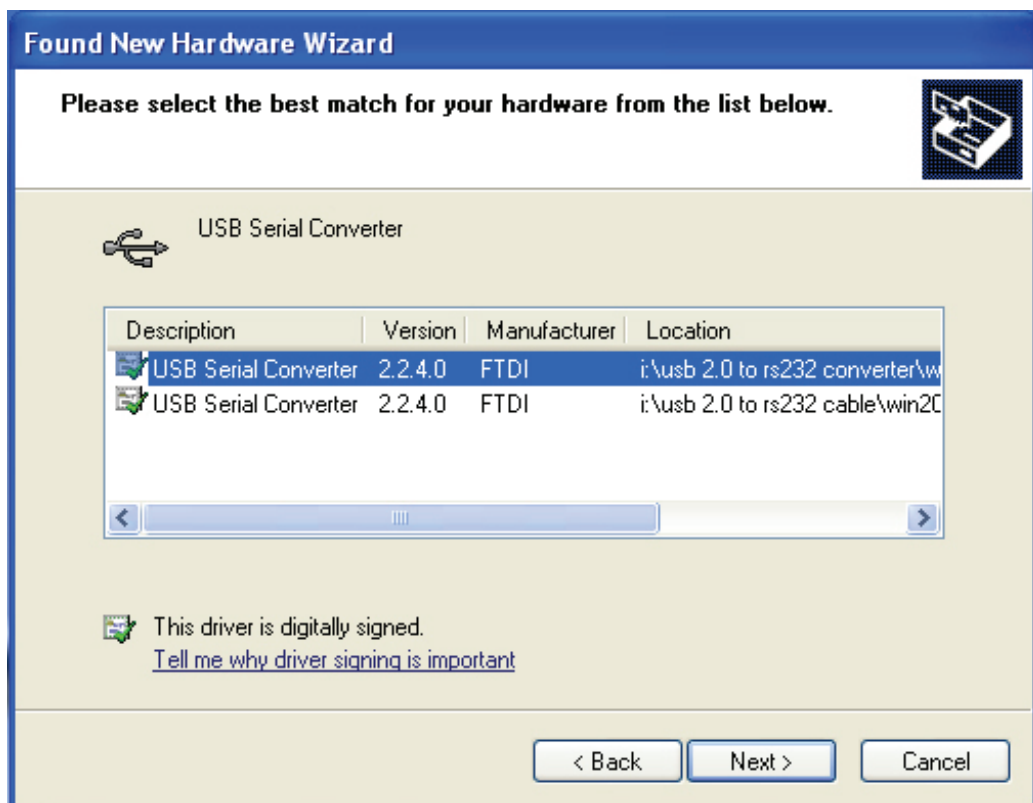 Found New Hardware Wizard
Please select the best match for your hardware from the list below.
USB Serial Converter
Description Version Manufacturer Location
USB Serial Converter 2.2.4.0 FTDI i:\usb 2.0 to rs232 converter\w
USB Serial Converter 2.2.4.0 FTDI i:\usb 2.0 to rs232 cable\win20
This driver is digitally signed.
Tell me why driver signing is important
< Back Next > Cancel